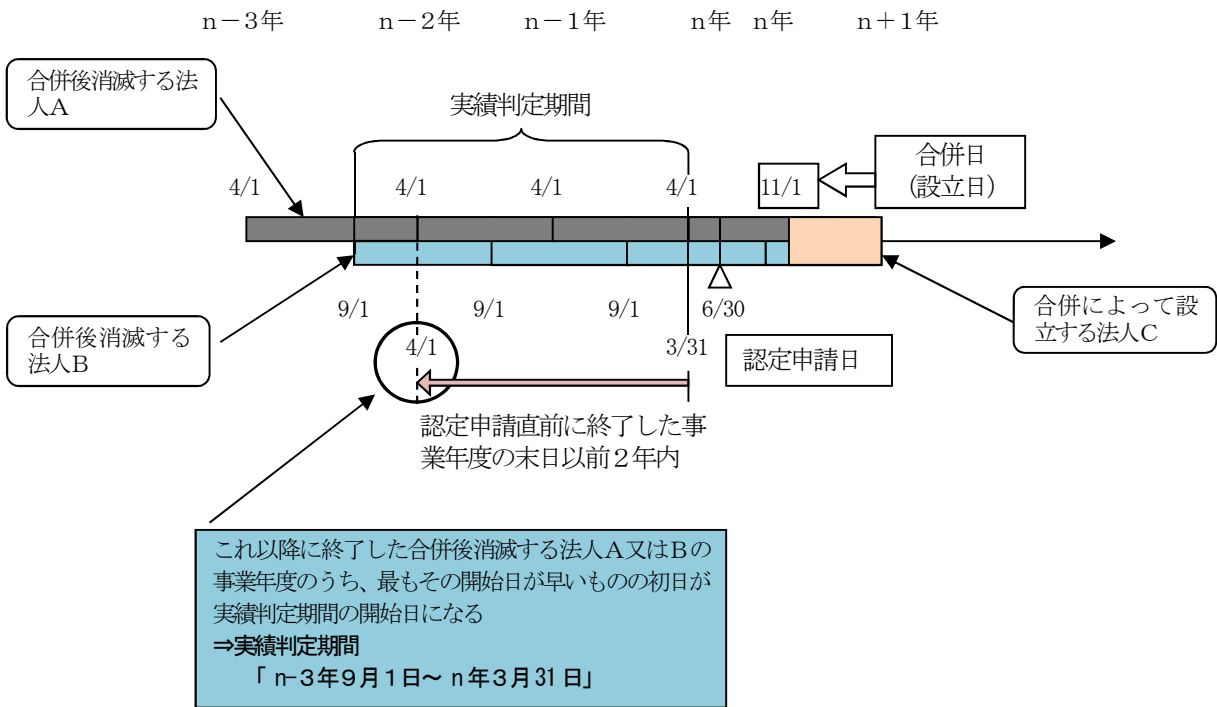 n－3年
n－2年
n－1年
n年
n年
n＋1年
合併後消滅する法
人A
実績判定期間
合併日
(設立日)
4/1
4/1
4/1
4/1
11/1
9/1
9/1
9/1
6/30
合併後消滅する
法人B
4/1
3/31
認定申請日
合併によって設
立する法人C
認定申請直前に終了した事
業年度の末日以前２年内
これ以降に終了した合併後消滅する法人A又はBの
事業年度のうち、最もその開始日が早いものの初日が
実績判定期間の開始日になる
⇒実績判定期間
「 n-3年９月１日～ n 年３月 31 日」